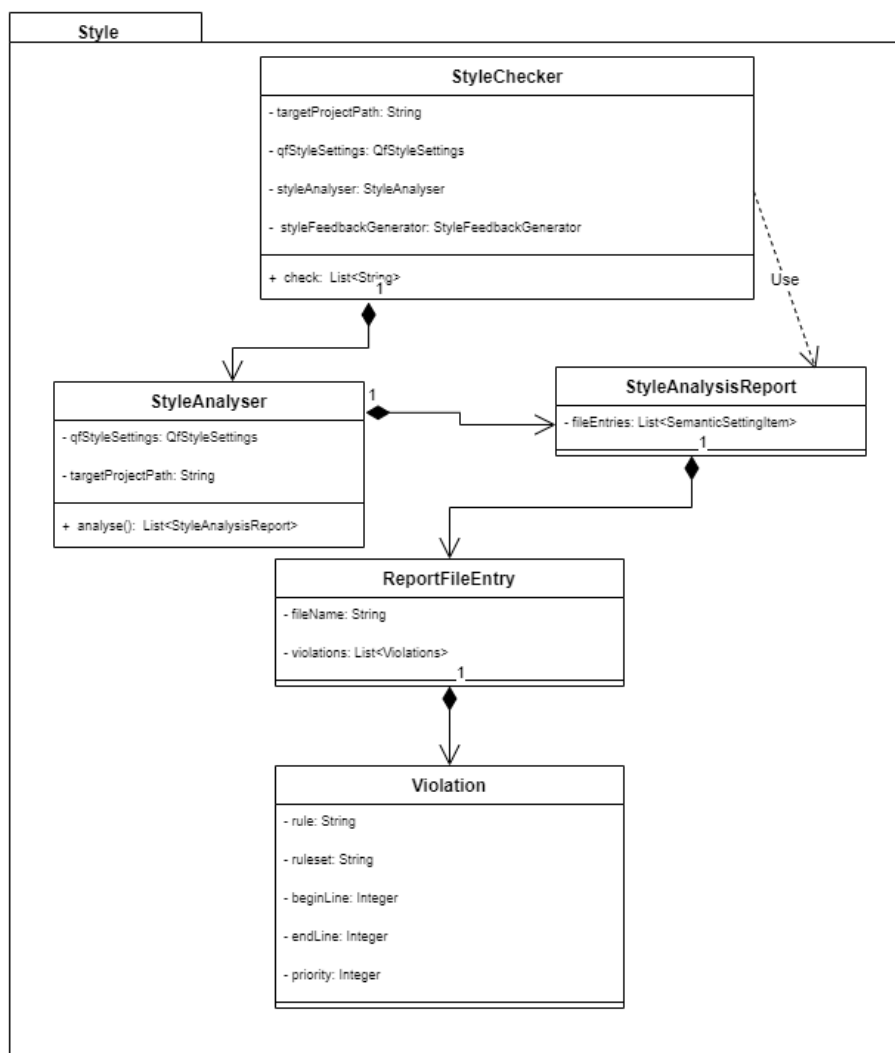 Style
StyleChecker
- targetProjectPath: String
- qfStyleSettings: QfStyleSettings
- styleAnalyser: StyleAnalyser
- styleFeedbackGenerator: StyleFeedbackGenerator
+ check: List<String>
1
Use
StyleAnalyser
- qfStyleSettings: QfStyleSettings
- targetProjectPath: String
+ analyse(): List<StyleAnalysisReport>
1
StyleAnalysisReport
- fileEntries: List<SemanticSettingItem>
1
ReportFileEntry
- fileName: String
- violations: List<Violations>
1
Violation
- rule: String
- ruleset: String
- beginLine: Integer
- endLine: Integer
- priority: Integer